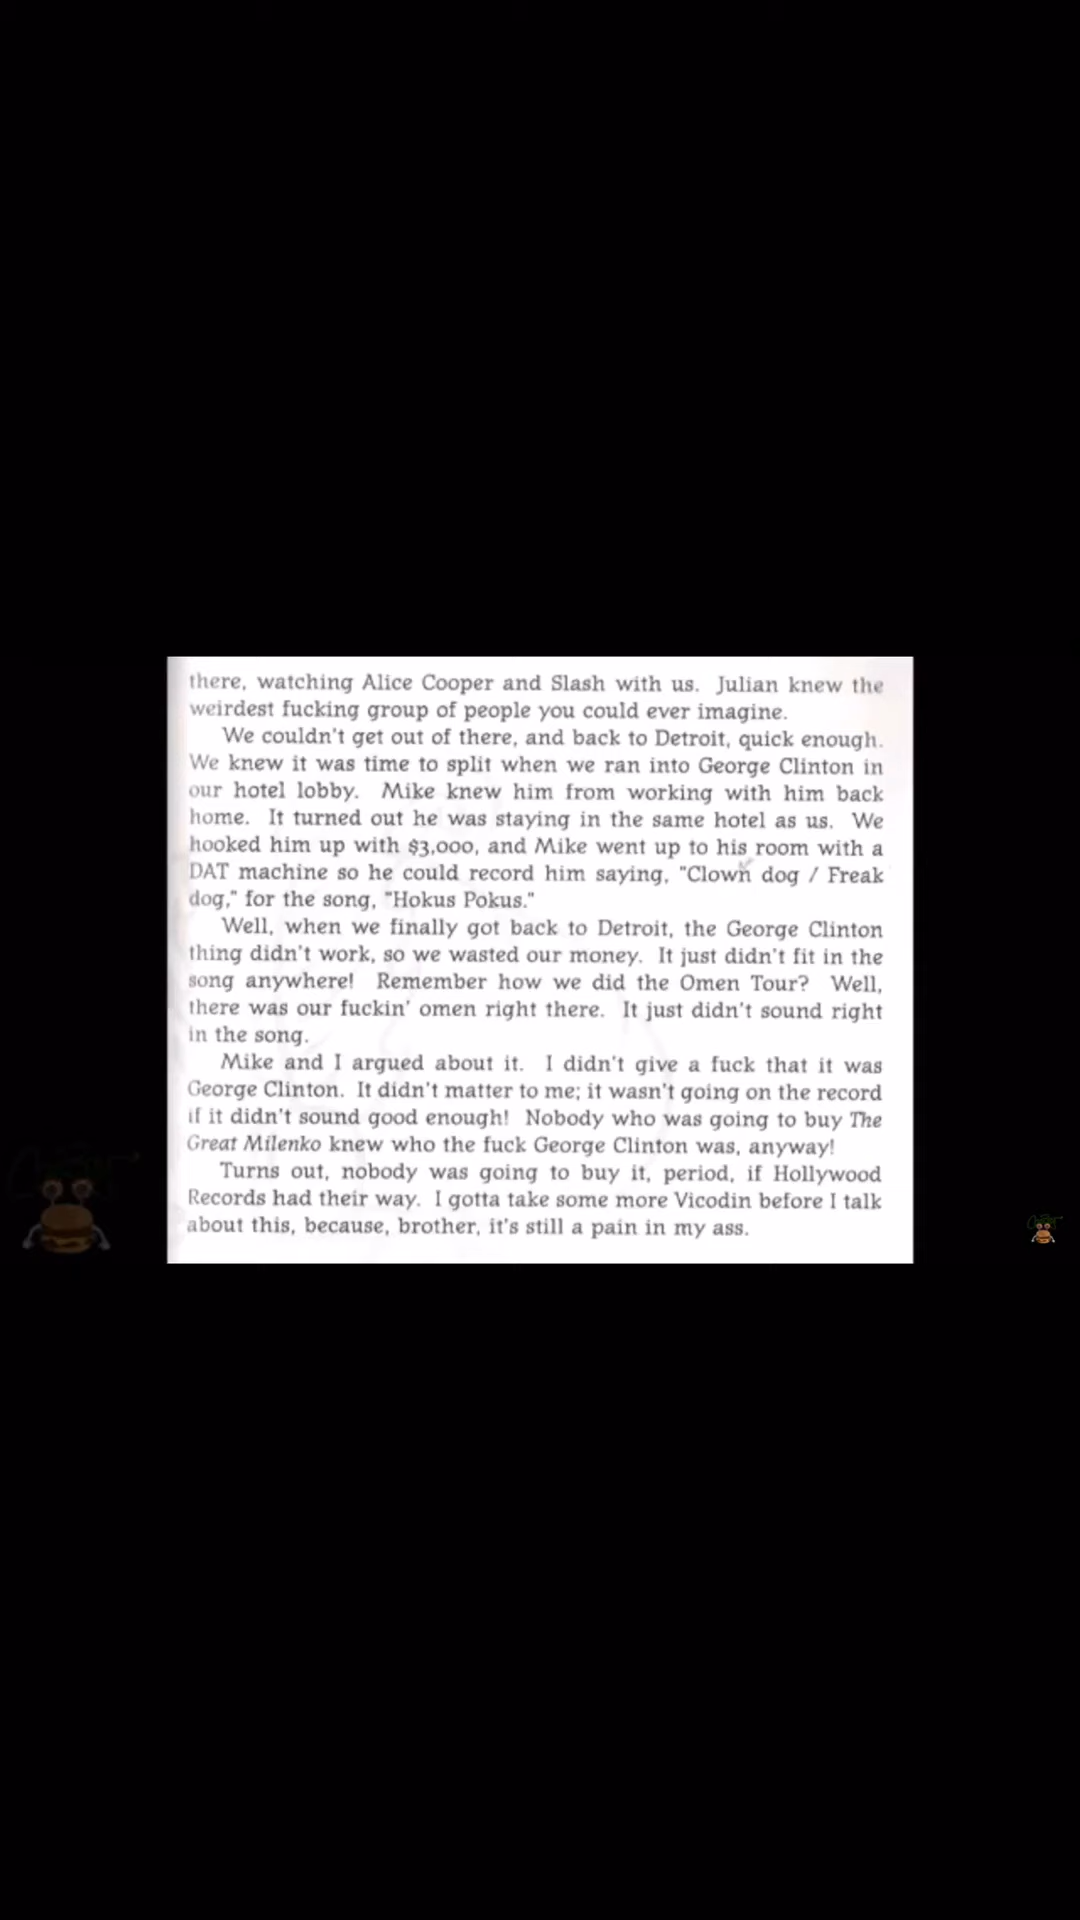 there, watching Alice Cooper and Slash with us. Julian knew the
weirdest fucking group of people you could ever imagine.
We couldn't get out of there, and back to Detroit, quick enough.
We knew it was time to split when we ran into George Clinton in
our hotel lobby. Mike knew him from working with him back
home. It turned out he was staying in the same hotel as us. We
hooked him up with $3,000, and Mike went up to his room with a
DAT machine so he could record him saying, "Clown dog / Freak
dog," for the song, "Hokus Pokus."
Well, when we finally got back to Detroit, the George Clinton
thing didn't work, so we wasted our money. It just didn't fit in the
song anywhere! Remember how we did the Omen Tour? Well,
there was our fuckin' omen right there. It just didn't sound right
in the song.
Mike and I argued about it. I didn't give a fuck that it was
George Clinton. It didn't matter to me; it wasn't going on the record
if it didn't sound good enough! Nobody who was going to buy The
Great Milenko knew who the fuck George Clinton was, anyway!
Turns out, nobody was going to buy it, period, if Hollywood
Records had their way. I gotta take some more Vicodin before I talk
about this, because, brother, it's still a pain in my ass.